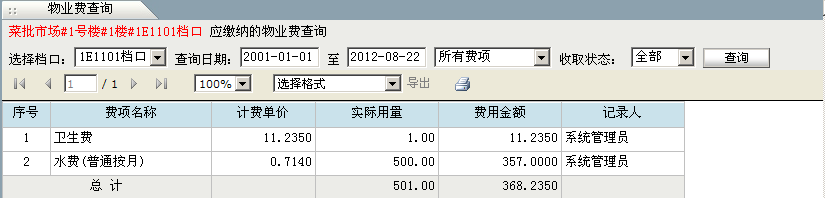 物业费查询
菜批市场#1号楼#1楼#1E1101档口 应缴纳的物业费查询
选择档口: 1E1101档口 查询日期: 2001-01-01 至 2012-08-22 所有费项 收取状态: 全部 查询
1 / 1 100% 选择格式 导出
序号 费项名称 计费单价 实际用量 费用金额 记录人
1 卫生费 11.2350 1.00 11.2350 系统管理员
2 水费(普通按月) 0.7140 500.00 357.0000 系统管理员
总 计 501.00 368.2350